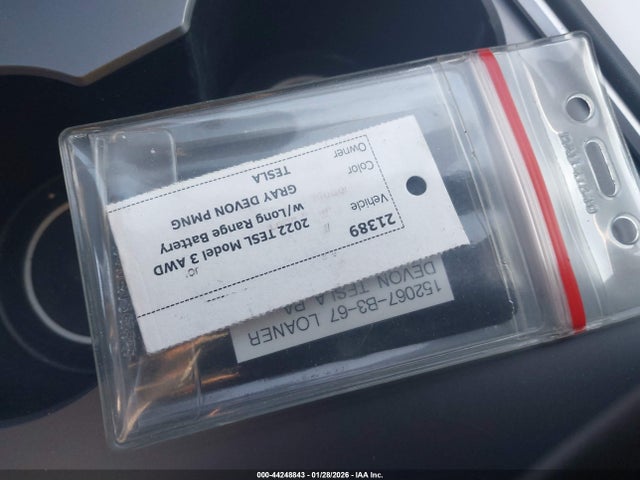 21389
Vehicle 2022 TESL Model 3 AWD
w/Long Range Battery
Color GRAY DEVON PMNG
Owner TESLA
152067-B3-67 LOANER
DEVON TESLA PA
000-44248843 - 01/28/2026 - IAA Inc.